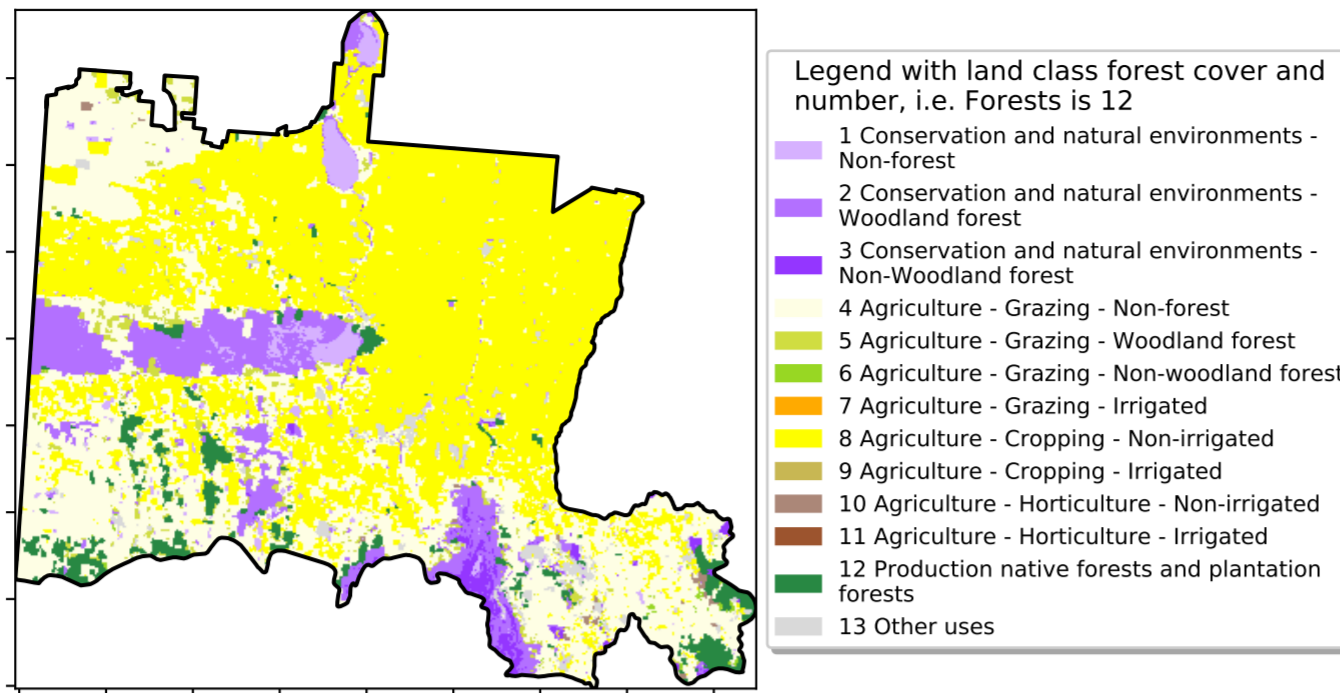 Legend with land class forest cover and
number, i.e. Forests is 12
1 Conservation and natural environments -
Non-forest
2 Conservation and natural environments -
Woodland forest
3 Conservation and natural environments -
Non-Woodland forest
4 Agriculture - Grazing - Non-forest
5 Agriculture - Grazing - Woodland forest
6 Agriculture - Grazing - Non-woodland forest
7 Agriculture - Grazing - Irrigated
8 Agriculture - Cropping - Non-irrigated
9 Agriculture - Cropping - Irrigated
10 Agriculture - Horticulture - Non-irrigated
11 Agriculture - Horticulture - Irrigated
12 Production native forests and plantation
forests
13 Other uses